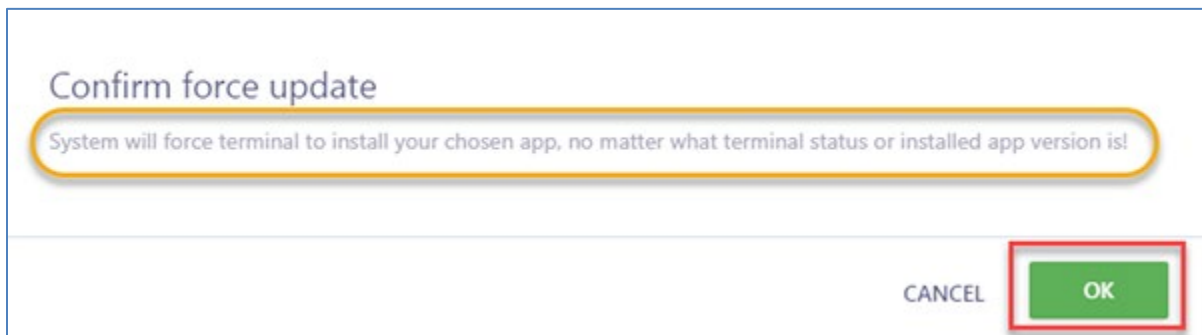 Confirm force update
System will force terminal to install your chosen app, no matter what terminal status or installed app version is!
CANCEL OK